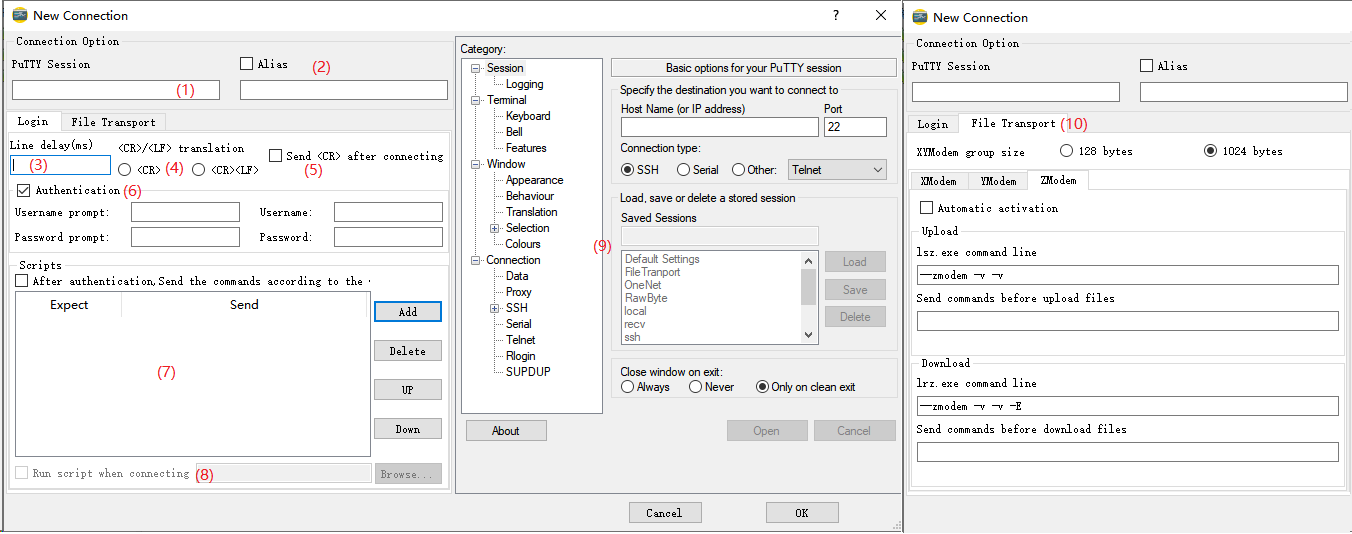 New Connection
?
Connection Option
PuTTY Session
Alias
(1)
(2)
Login
File Transport
Line delay(ms)
<CR>/<LF> translation
(3)
<CR>
(4)
<CR><LF>
Send <CR> after connecting
(5)
Authentication
(6)
Username prompt:
Username:
Password prompt:
Password:
Scripts
After authentication,Send the commands according to the
Expect
Send
(7)
Add
Delete
UP
Down
Run script when connecting
(8)
Browse...
Category:
Session
Logging
Terminal
Keyboard
Bell
Features
Window
Appearance
Behaviour
Translation
Selection
Colours
Connection
Data
Proxy
SSH
Serial
Telnet
Rlogin
SUPDUP
About
Basic options for your PuTTY session
Specify the destination you want to connect to
Host Name (or IP address)
Port
22
Connection type:
SSH
Serial
Other:
Telnet
Load, save or delete a stored session
Saved Sessions
(9)
Default Settings
FileTranport
OneNet
RawByte
local
recv
ssh
Load
Save
Delete
Close window on exit:
Always
Never
Only on clean exit
Open
Cancel
Cancel
OK
New Connection
Connection Option
PuTTY Session
Alias
Login
File Transport
(10)
XYModem group size
128 bytes
1024 bytes
XModem
YModem
ZModem
Automatic activation
Upload
lsz.exe command line
--zmodem -v -v
Send commands before upload files
Download
lrz.exe command line
--zmodem -v -v -E
Send commands before download files